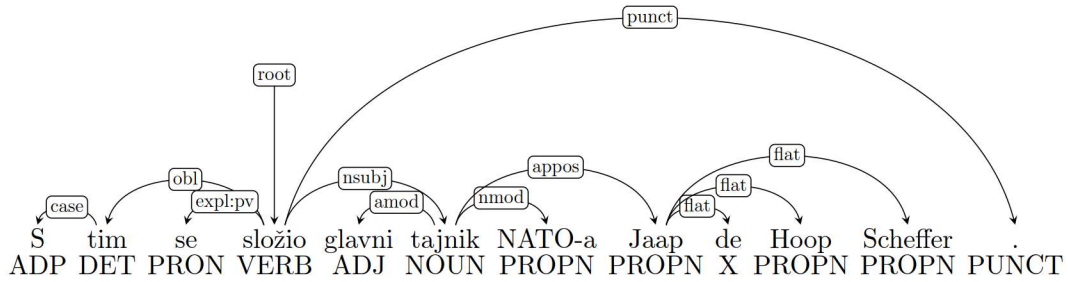 punct
root
flat
appos
obl nsubj flat
case expl:pv amod nmod flat
S tim se složio glavni tajnik NATO-a Jaap de Hoop Scheffer .
ADP DET PRON VERB ADJ NOUN PROPN PROPN X PROPN PROPN PUNCT